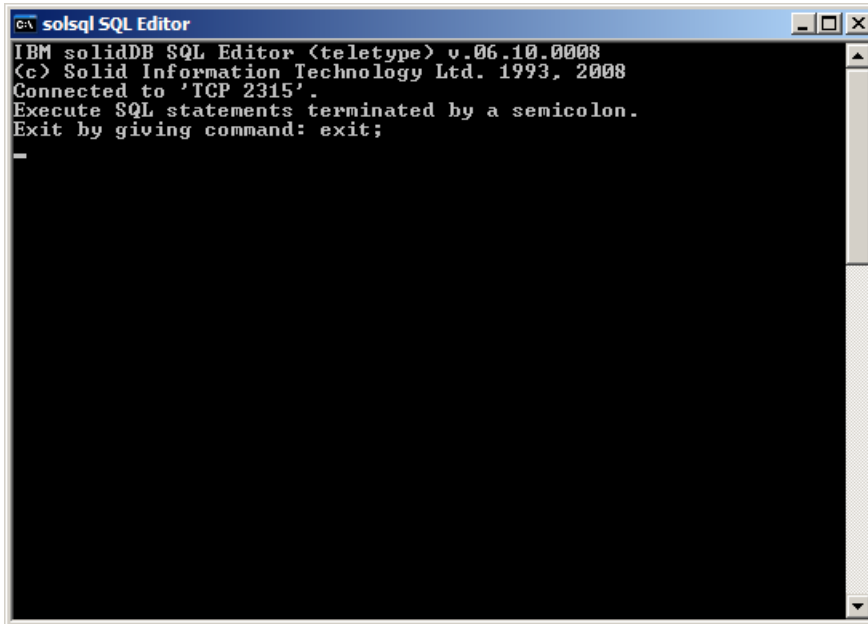 solsql SQL Editor
IBM solidDB SQL Editor (teletype) v.06.10.0008
(c) Solid Information Technology Ltd. 1993, 2008
Connected to 'TCP 2315'.
Execute SQL statements terminated by a semicolon.
Exit by giving command: exit;